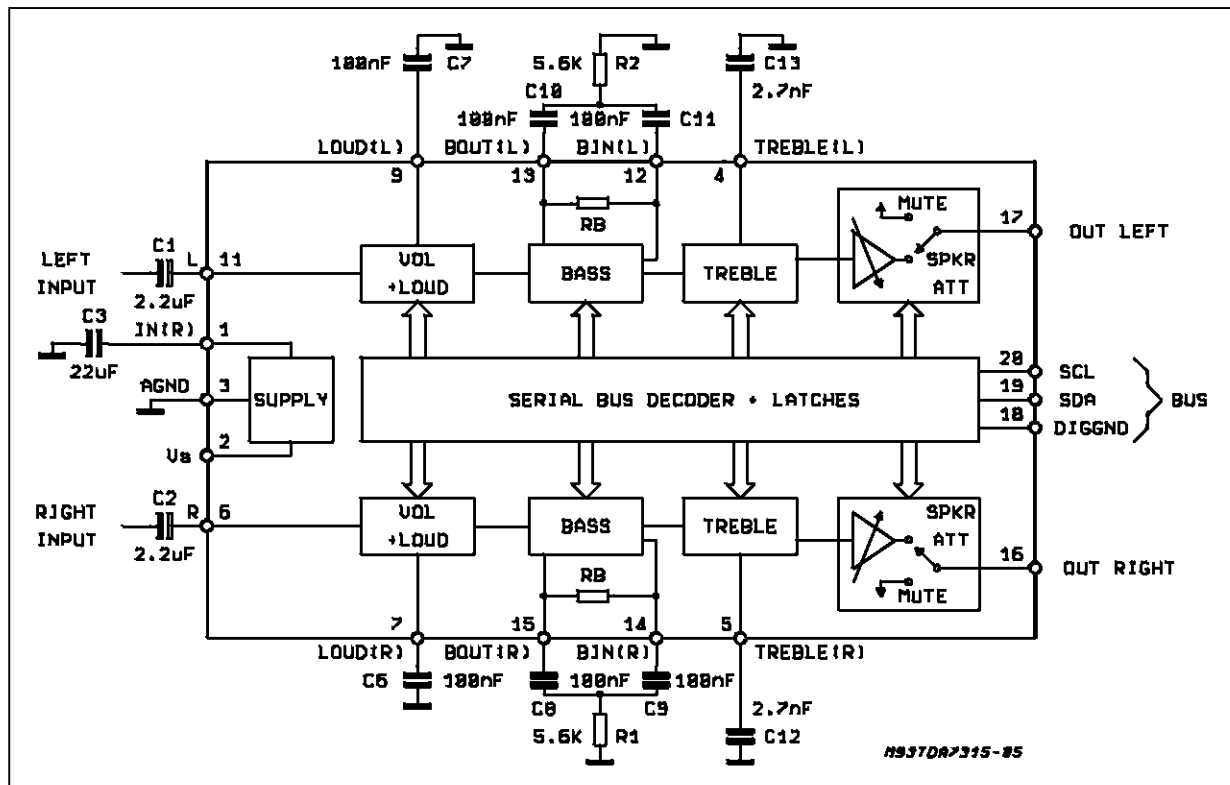 100nF C7 5.6K R2 C13
C10 2.7nF
100nF 100nF C11
LOUD(L) BOUT(L) BIN(L) TREBLE(L)
9 13 12 4
MUTE
RB 17 OUT LEFT
C1 L 11
LEFT INPUT
2.2uF
VOL +LOUD
BASS
TREBLE
SPKR ATT
C3 IN(R) 1
22uF
20 SCL
AGND 3
SUPPLY
SERIAL BUS DECODER + LATCHES
19 SDA
BUS
18 DIGGND
Vs 2
C2 R 6
RIGHT INPUT
2.2uF
VOL +LOUD
BASS
TREBLE
SPKR ATT
16 OUT RIGHT
RB
MUTE
7 15 14 5
LOUD(R) BOUT(R) BIN(R) TREBLE(R)
C6 100nF 100nF 100nF
C8 C9 2.7nF
5.6K R1 C12
M93TDA7315-05